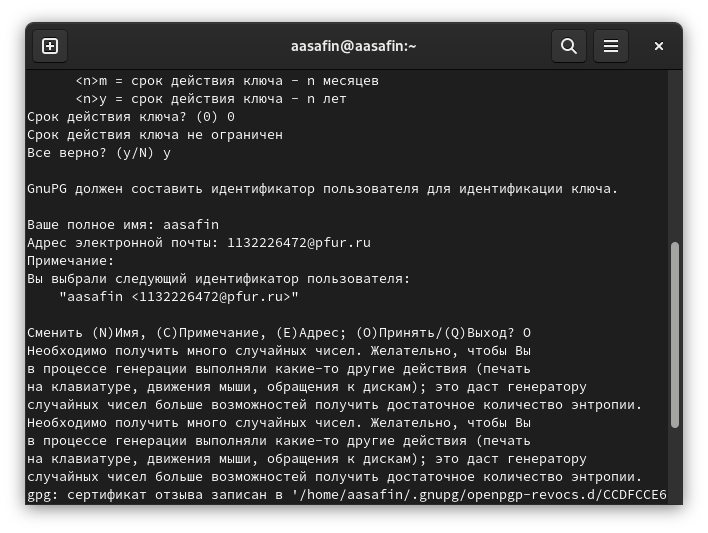 aasafin@aasafin:~
<n>m = срок действия ключа - n месяцев
<n>y = срок действия ключа - n лет
Срок действия ключа? (0) 0
Срок действия ключа не ограничен
Все верно? (y/N) y
GnuPG должен составить идентификатор пользователя для идентификации ключа.
Ваше полное имя: aasafin
Адрес электронной почты: 1132226472@pfur.ru
Примечание:
Вы выбрали следующий идентификатор пользователя:
"aasafin <1132226472@pfur.ru>"
Сменить (N)Имя, (C)Примечание, (E)Адрес; (O)Принять/(Q)Выход? O
Необходимо получить много случайных чисел. Желательно, чтобы Вы
в процессе генерации выполняли какие-то другие действия (печать
на клавиатуре, движения мыши, обращения к дискам); это даст генератору
случайных чисел больше возможностей получить достаточное количество энтропии.
Необходимо получить много случайных чисел. Желательно, чтобы Вы
в процессе генерации выполняли какие-то другие действия (печать
на клавиатуре, движения мыши, обращения к дискам); это даст генератору
случайных чисел больше возможностей получить достаточное количество энтропии.
gpg: сертификат отзыва записан в '/home/aasafin/.gnupg/openpgp-revocs.d/CCDFCCE6